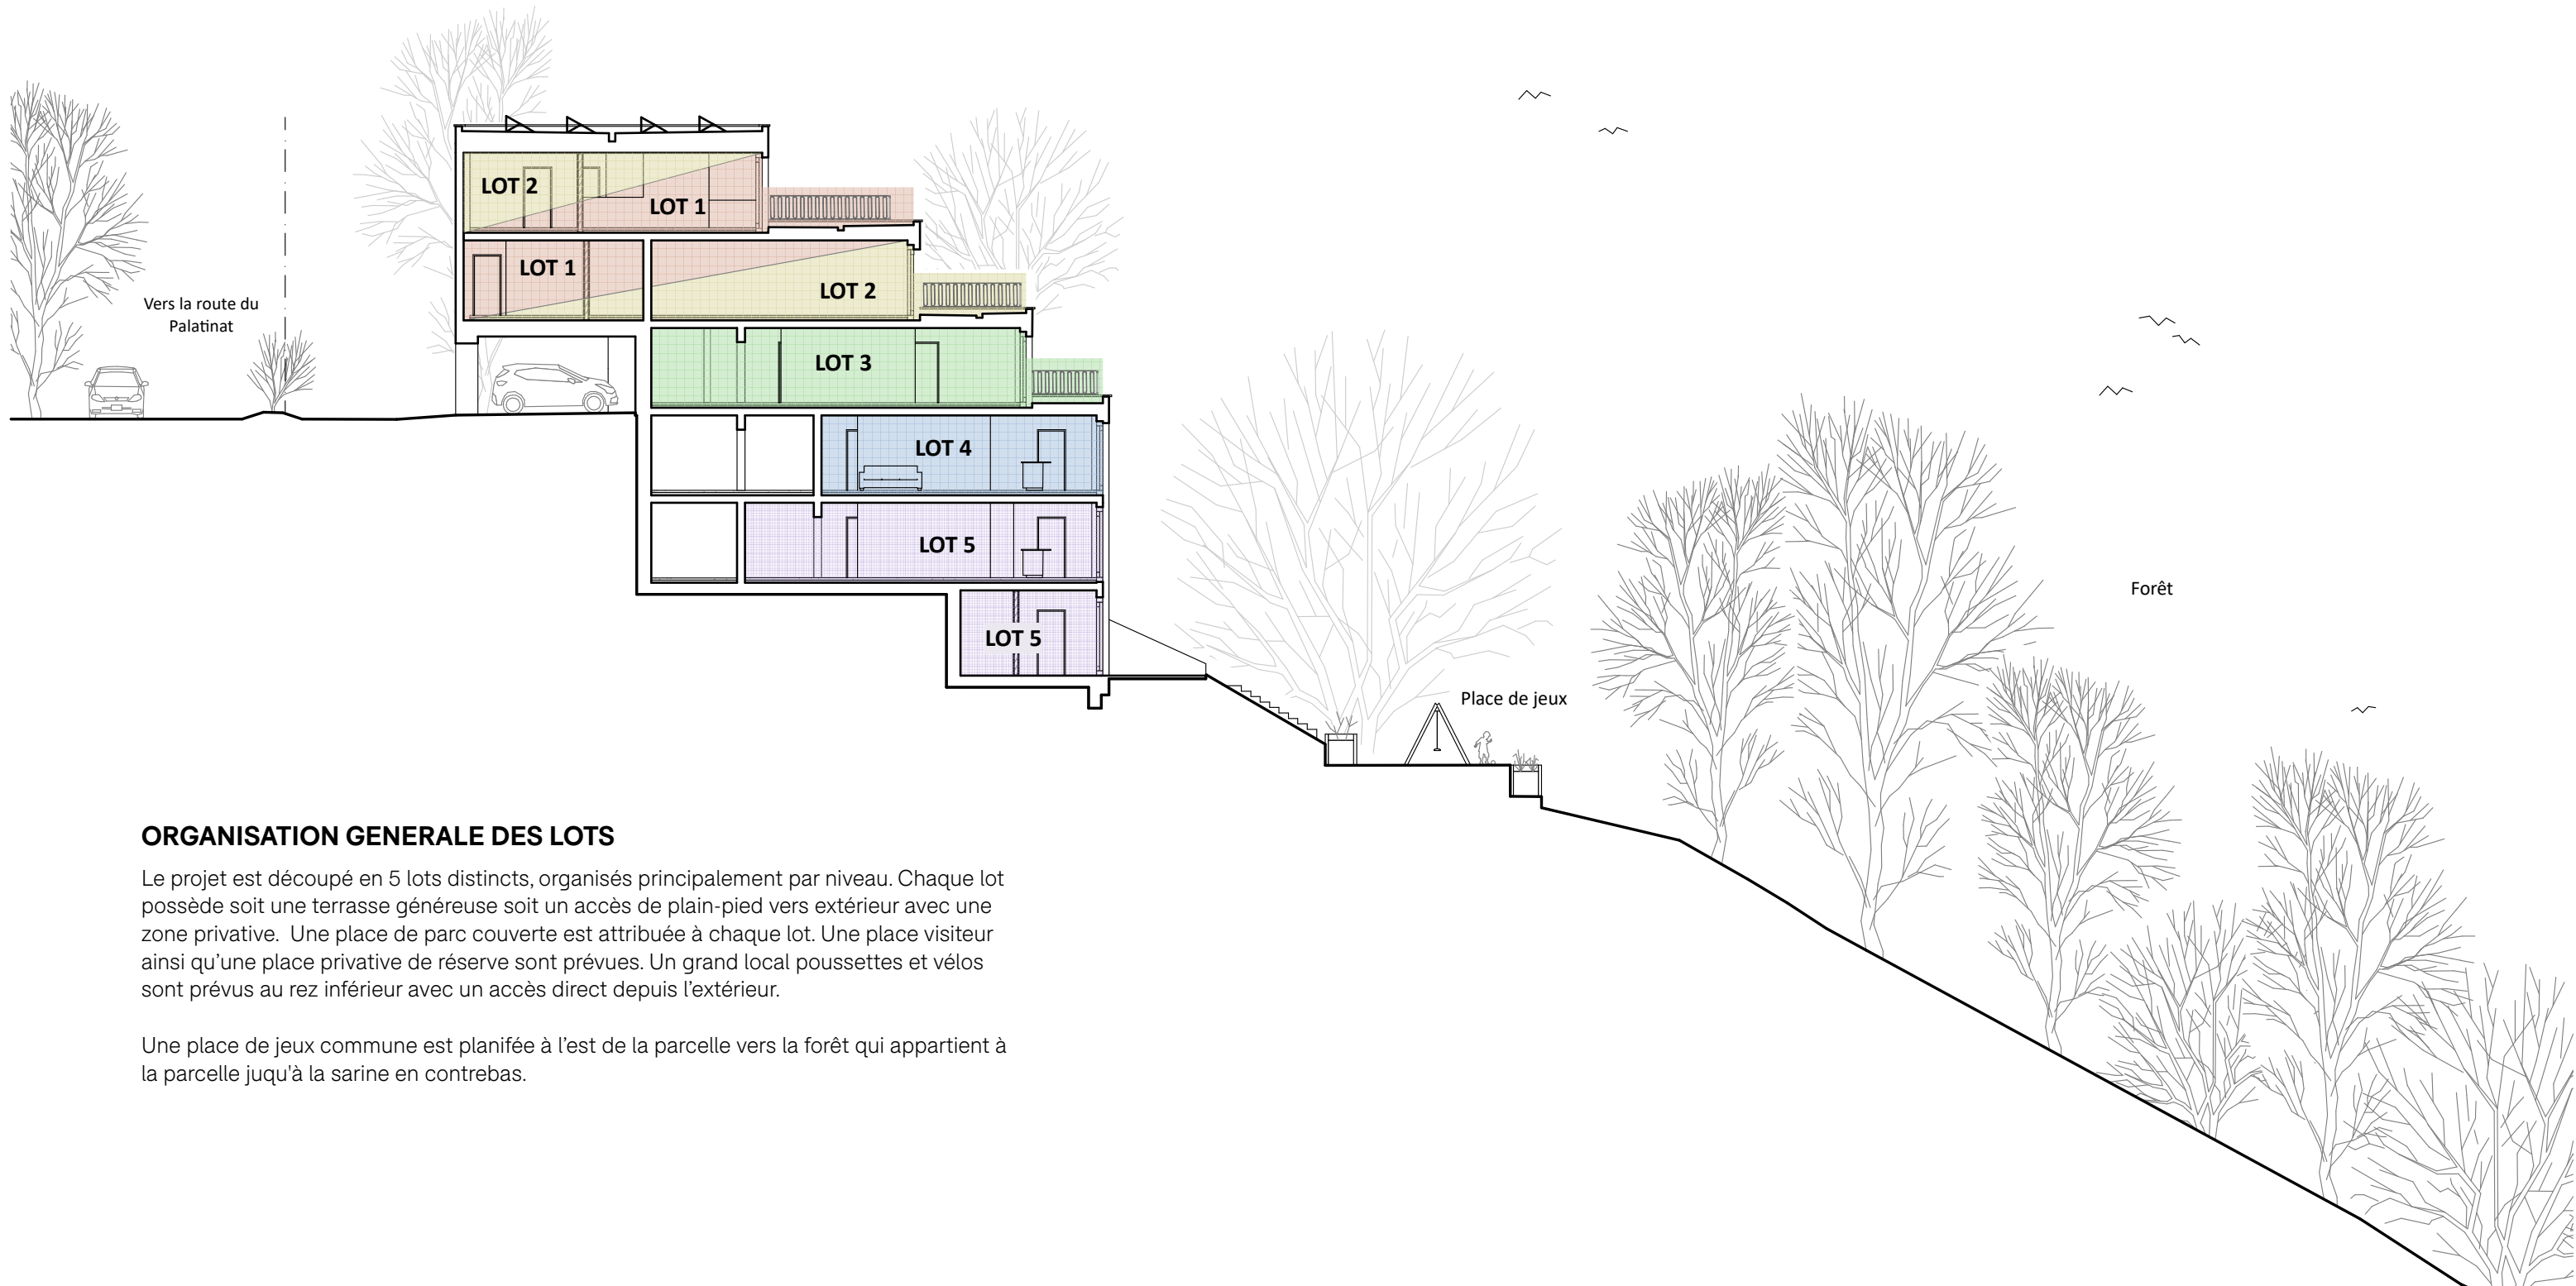 LOT 2
LOT 1
LOT 1
LOT 2
Vers la route du
Palatinat
LOT 3
LOT 4
LOT 5
Forêt
LOT 5
Place de jeux
ORGANISATION GENERALE DES LOTS
Le projet est découpé en 5 lots distincts, organisés principalement par niveau. Chaque lot
possède soit une terrasse généreuse soit un accès de plain-pied vers extérieur avec une
zone privative. Une place de parc couverte est attribuée à chaque lot. Une place visiteur
ainsi qu'une place privative de réserve sont prévues. Un grand local poussettes et vélos
sont prévus au rez inférieur avec un accès direct depuis l'extérieur.
Une place de jeux commune est planifée à l'est de la parcelle vers la forêt qui appartient à
la parcelle juqu'à la sarine en contrebas.